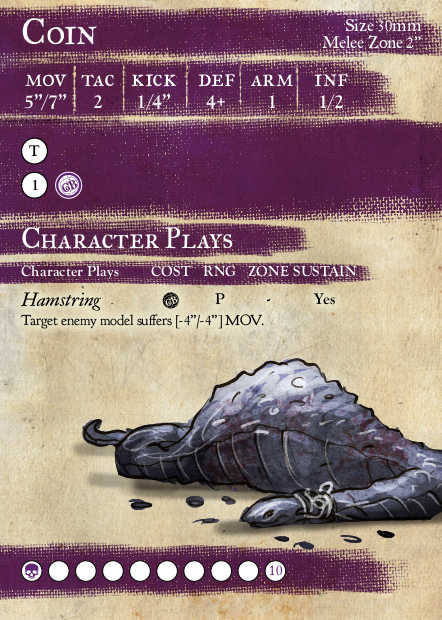 Coin
Size 30mm
Melee Zone 2”
MOV TAC KICK DEF ARM INF
5”/7” 2 1/4” 4+ 1 1/2
T
1 GB
Character Plays
Character Plays COST RNG ZONE SUSTAIN
Hamstring GB P - Yes
Target enemy model suffers [-4”/-4”] MOV.
10